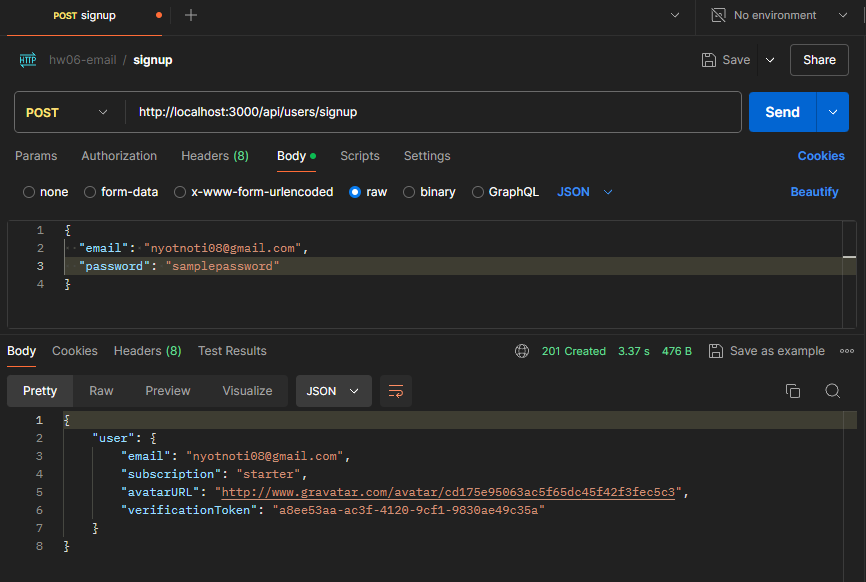 POST signup
No environment
HTTP hw06-email / signup
Save
Share
POST http://localhost:3000/api/users/signup
Send
Params Authorization Headers (8) Body Scripts Settings Cookies
none form-data x-www-form-urlencoded raw binary GraphQL JSON Beautify
1 {
2 "email": "nyotnoti08@gmail.com",
3 "password": "samplepassword"
4 }
Body Cookies Headers (8) Test Results 201 Created 3.37 s 476 B Save as example
Pretty Raw Preview Visualize JSON
1 {
2 "user": {
3 "email": "nyotnoti08@gmail.com",
4 "subscription": "starter",
5 "avatarURL": "http://www.gravatar.com/avatar/cd175e95063ac5f65dc45f42f3fec5c3",
6 "verificationToken": "a8ee53aa-ac3f-4120-9cf1-9830ae49c35a"
7 }
8 }